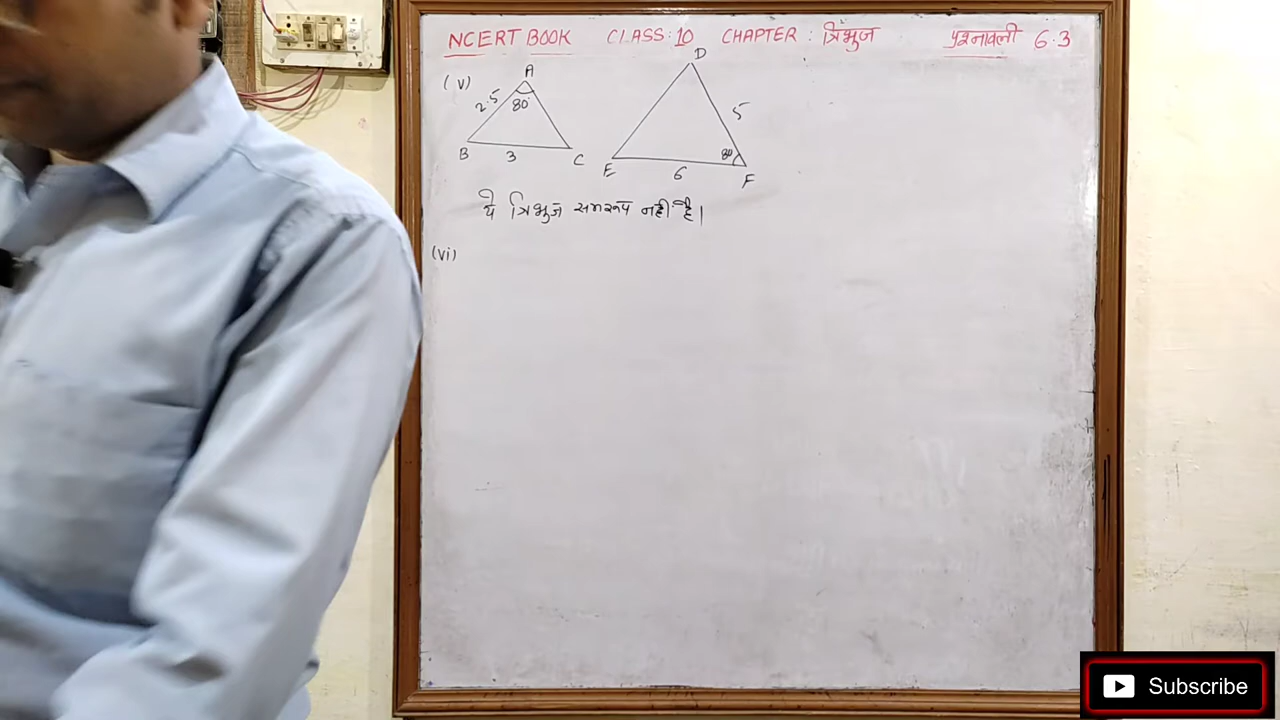 NCERT BOOK CLASS: 10 CHAPTER : त्रिभुज प्रश्नावली 6.3
(v)
A
2.5
80°
B
3
C
D
5
80°
E
6
F
ये त्रिभुज समरूप नहीं है।
(vi)
Subscribe